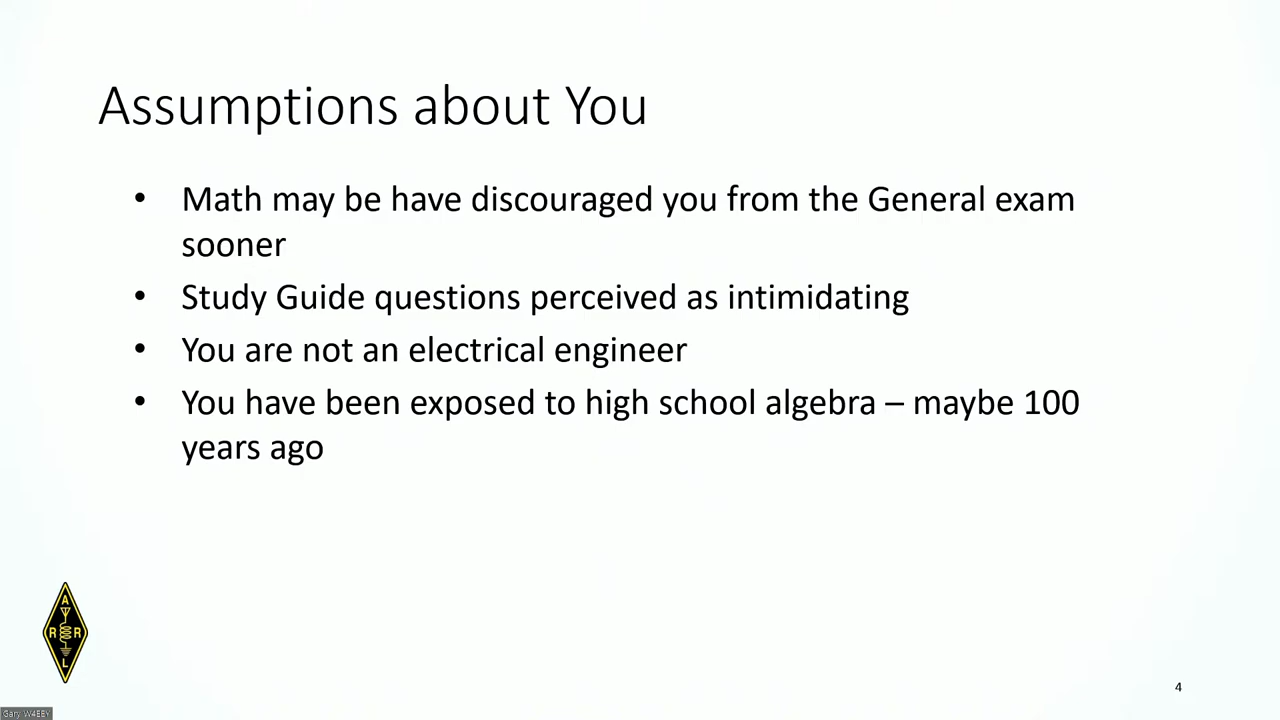 Assumptions about You
• Math may be have discouraged you from the General exam
sooner
• Study Guide questions perceived as intimidating
• You are not an electrical engineer
• You have been exposed to high school algebra – maybe 100
years ago
A
R R
L
4
Gary W4EEY